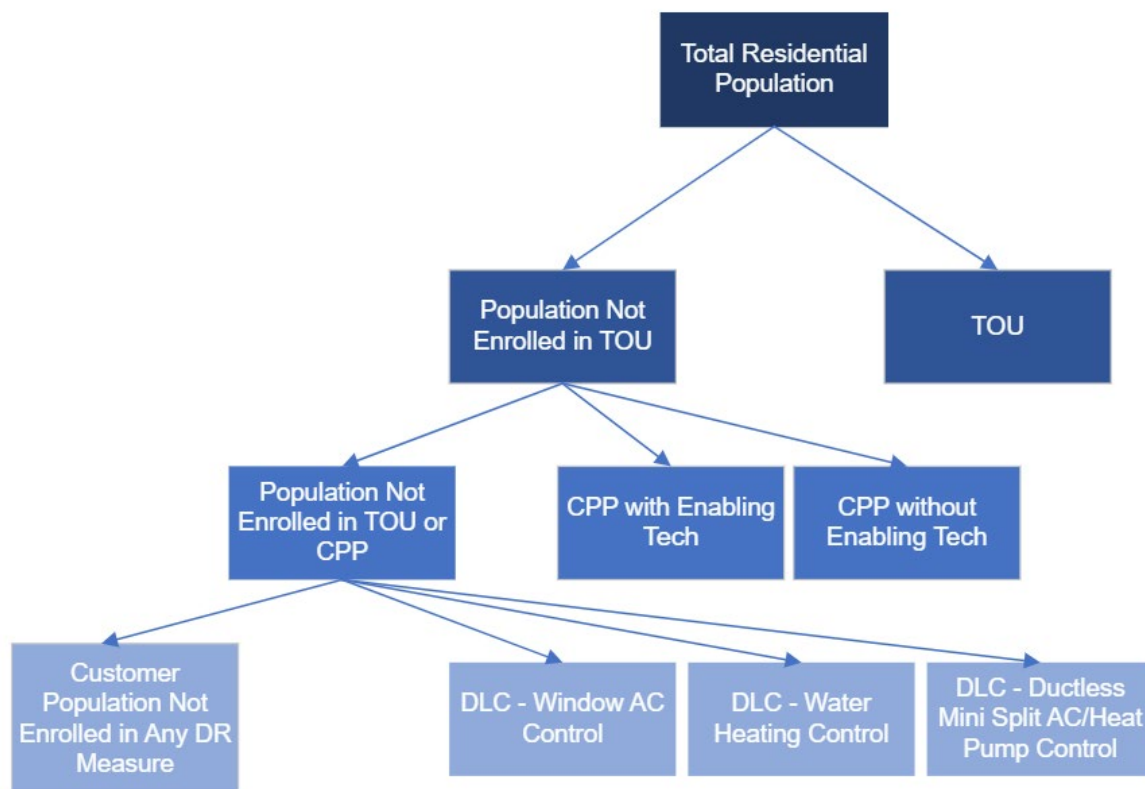 Total Residential
Population
Population Not
Enrolled in TOU
TOU
Population Not
Enrolled in TOU or
CPP
CPP with Enabling
Tech
CPP without
Enabling Tech
Customer
Population Not
Enrolled in Any DR
Measure
DLC - Window AC
Control
DLC - Water
Heating Control
DLC - Ductless
Mini Split AC/Heat
Pump Control